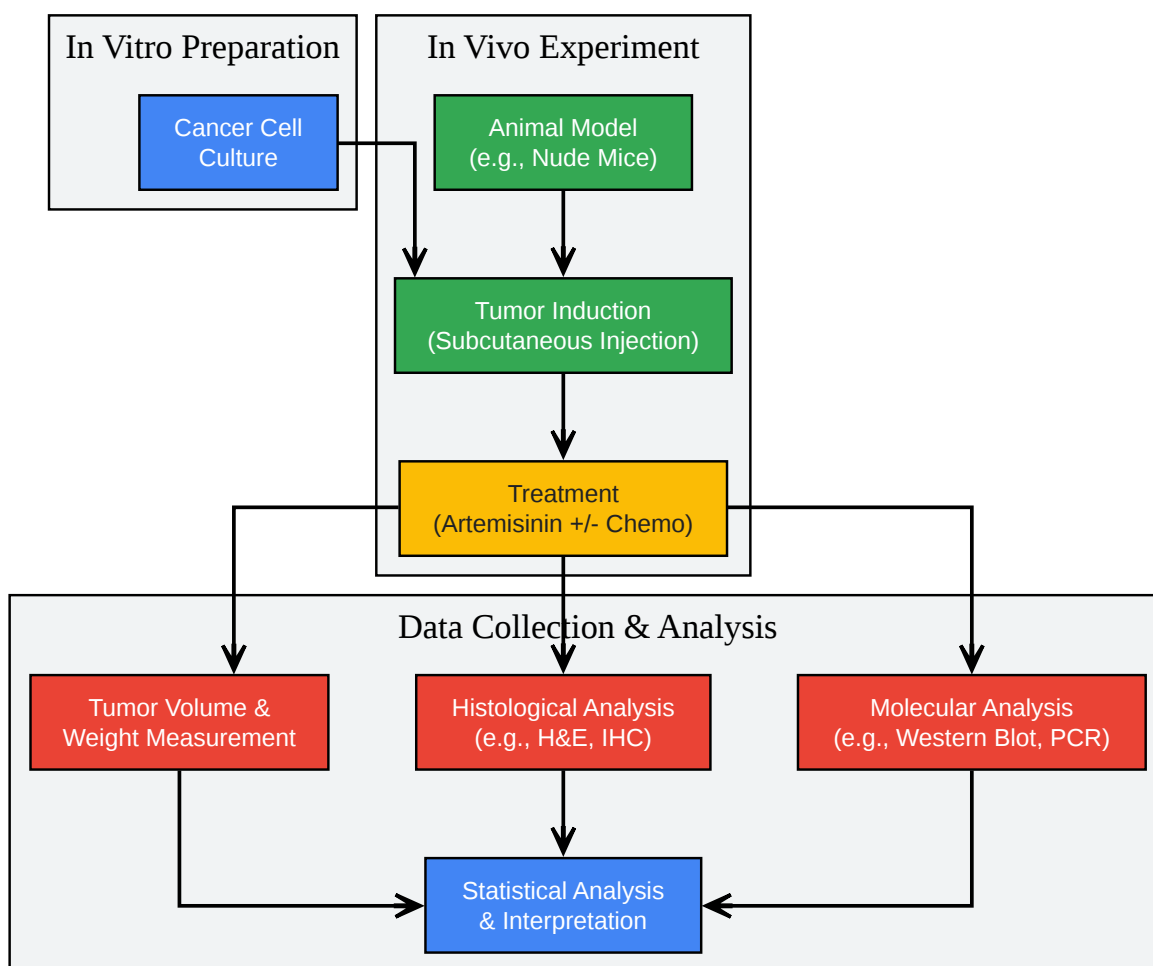 In Vitro Preparation
In Vivo Experiment
Cancer Cell
Culture
Animal Model
(e.g., Nude Mice)
Tumor Induction
(Subcutaneous Injection)
Treatment
(Artemisinin +/- Chemo)
Data Collection & Analysis
Tumor Volume &
Weight Measurement
Histological Analysis
(e.g., H&E, IHC)
Molecular Analysis
(e.g., Western Blot, PCR)
Statistical Analysis
& Interpretation